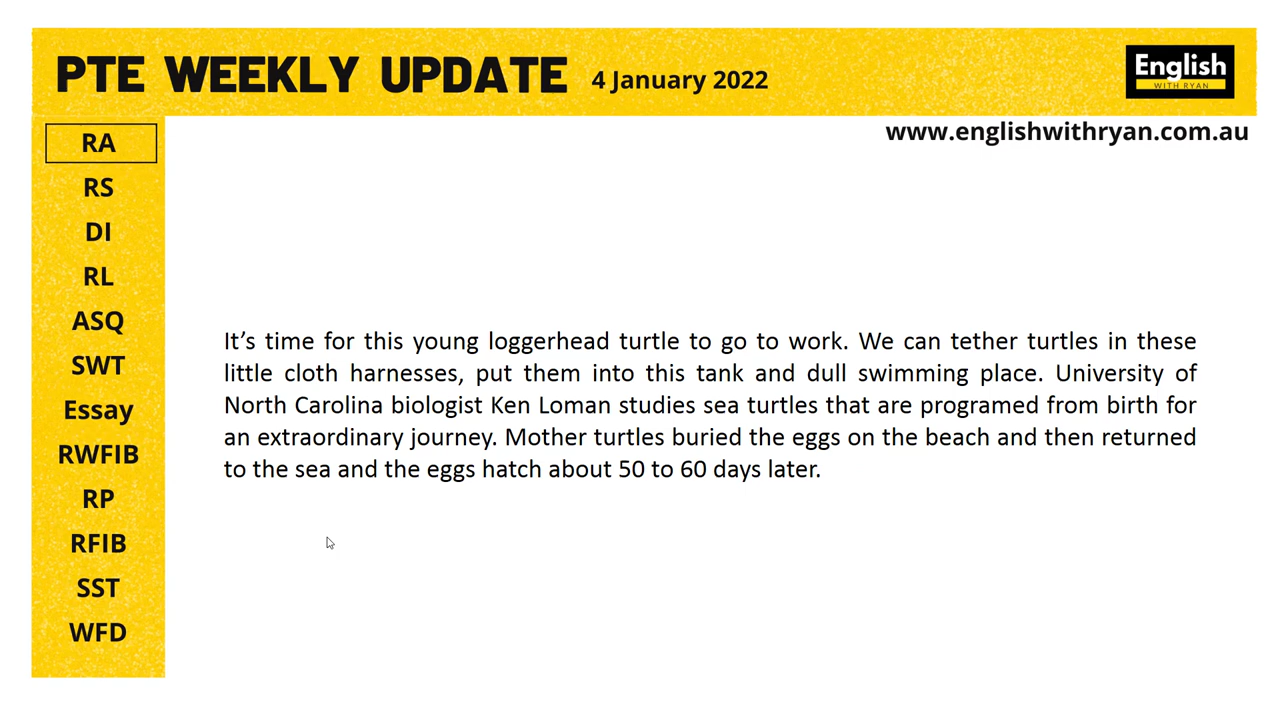 PTE WEEKLY UPDATE 4 January 2022
English
WITH RYAN
www.englishwithryan.com.au
RA
RS
DI
RL
ASQ
SWT
Essay
RWFIB
RP
RFIB
SST
WFD
It’s time for this young loggerhead turtle to go to work. We can tether turtles in these
little cloth harnesses, put them into this tank and dull swimming place. University of
North Carolina biologist Ken Loman studies sea turtles that are programed from birth for
an extraordinary journey. Mother turtles buried the eggs on the beach and then returned
to the sea and the eggs hatch about 50 to 60 days later.